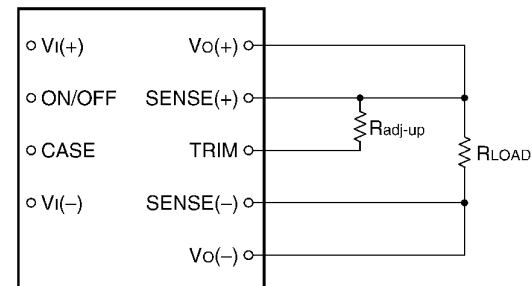 VI(+) VO(+)
ON/OFF SENSE(+)
Radj-up
CASE TRIM
RLOAD
VI(–) SENSE(–)
VO(–)